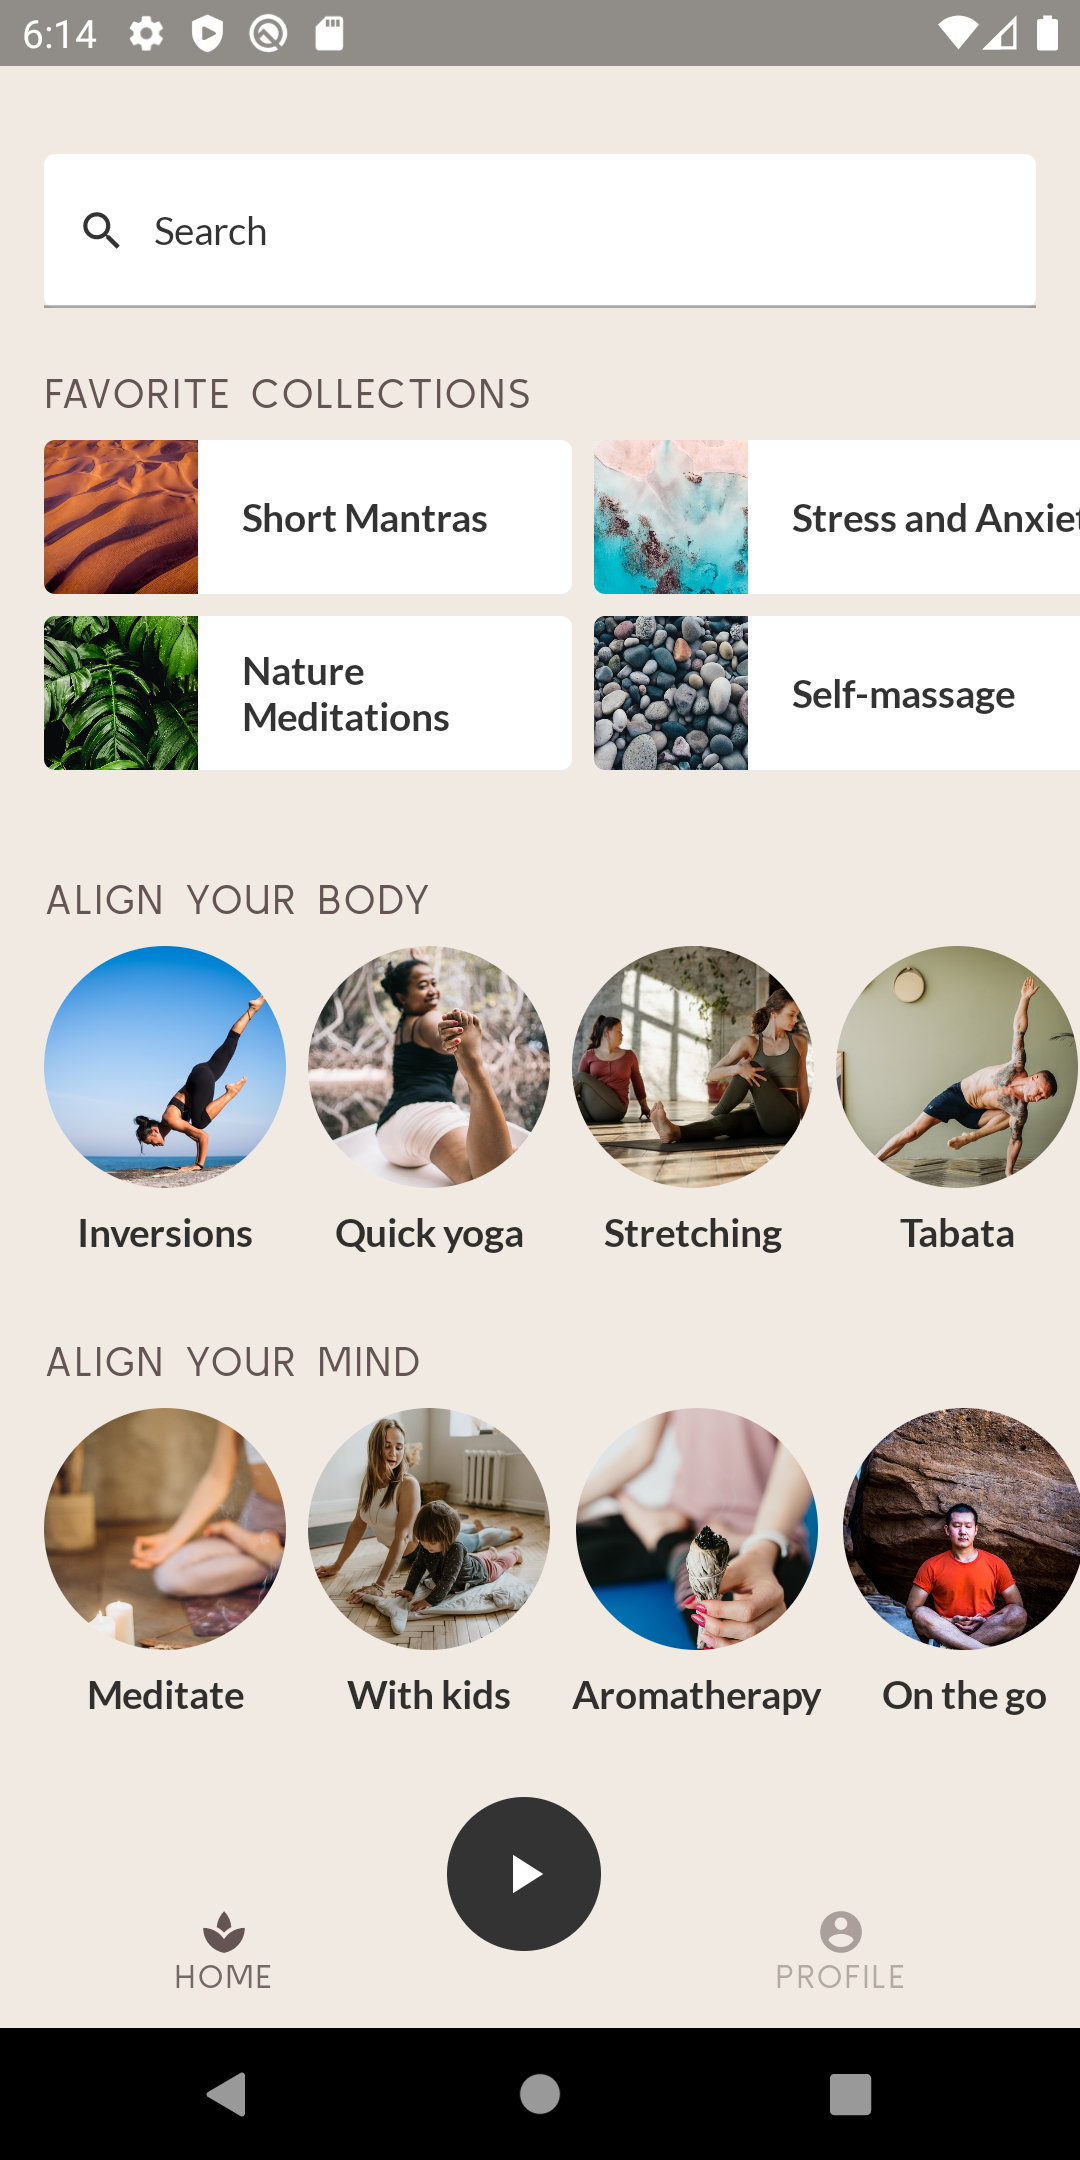 6:14
Search
FAVORITE COLLECTIONS
Short Mantras
Stress and Anxiet
Nature
Meditations
Self-massage
ALIGN YOUR BODY
Inversions
Quick yoga
Stretching
Tabata
ALIGN YOUR MIND
Meditate
With kids
Aromatherapy
On the go
HOME
PROFILE